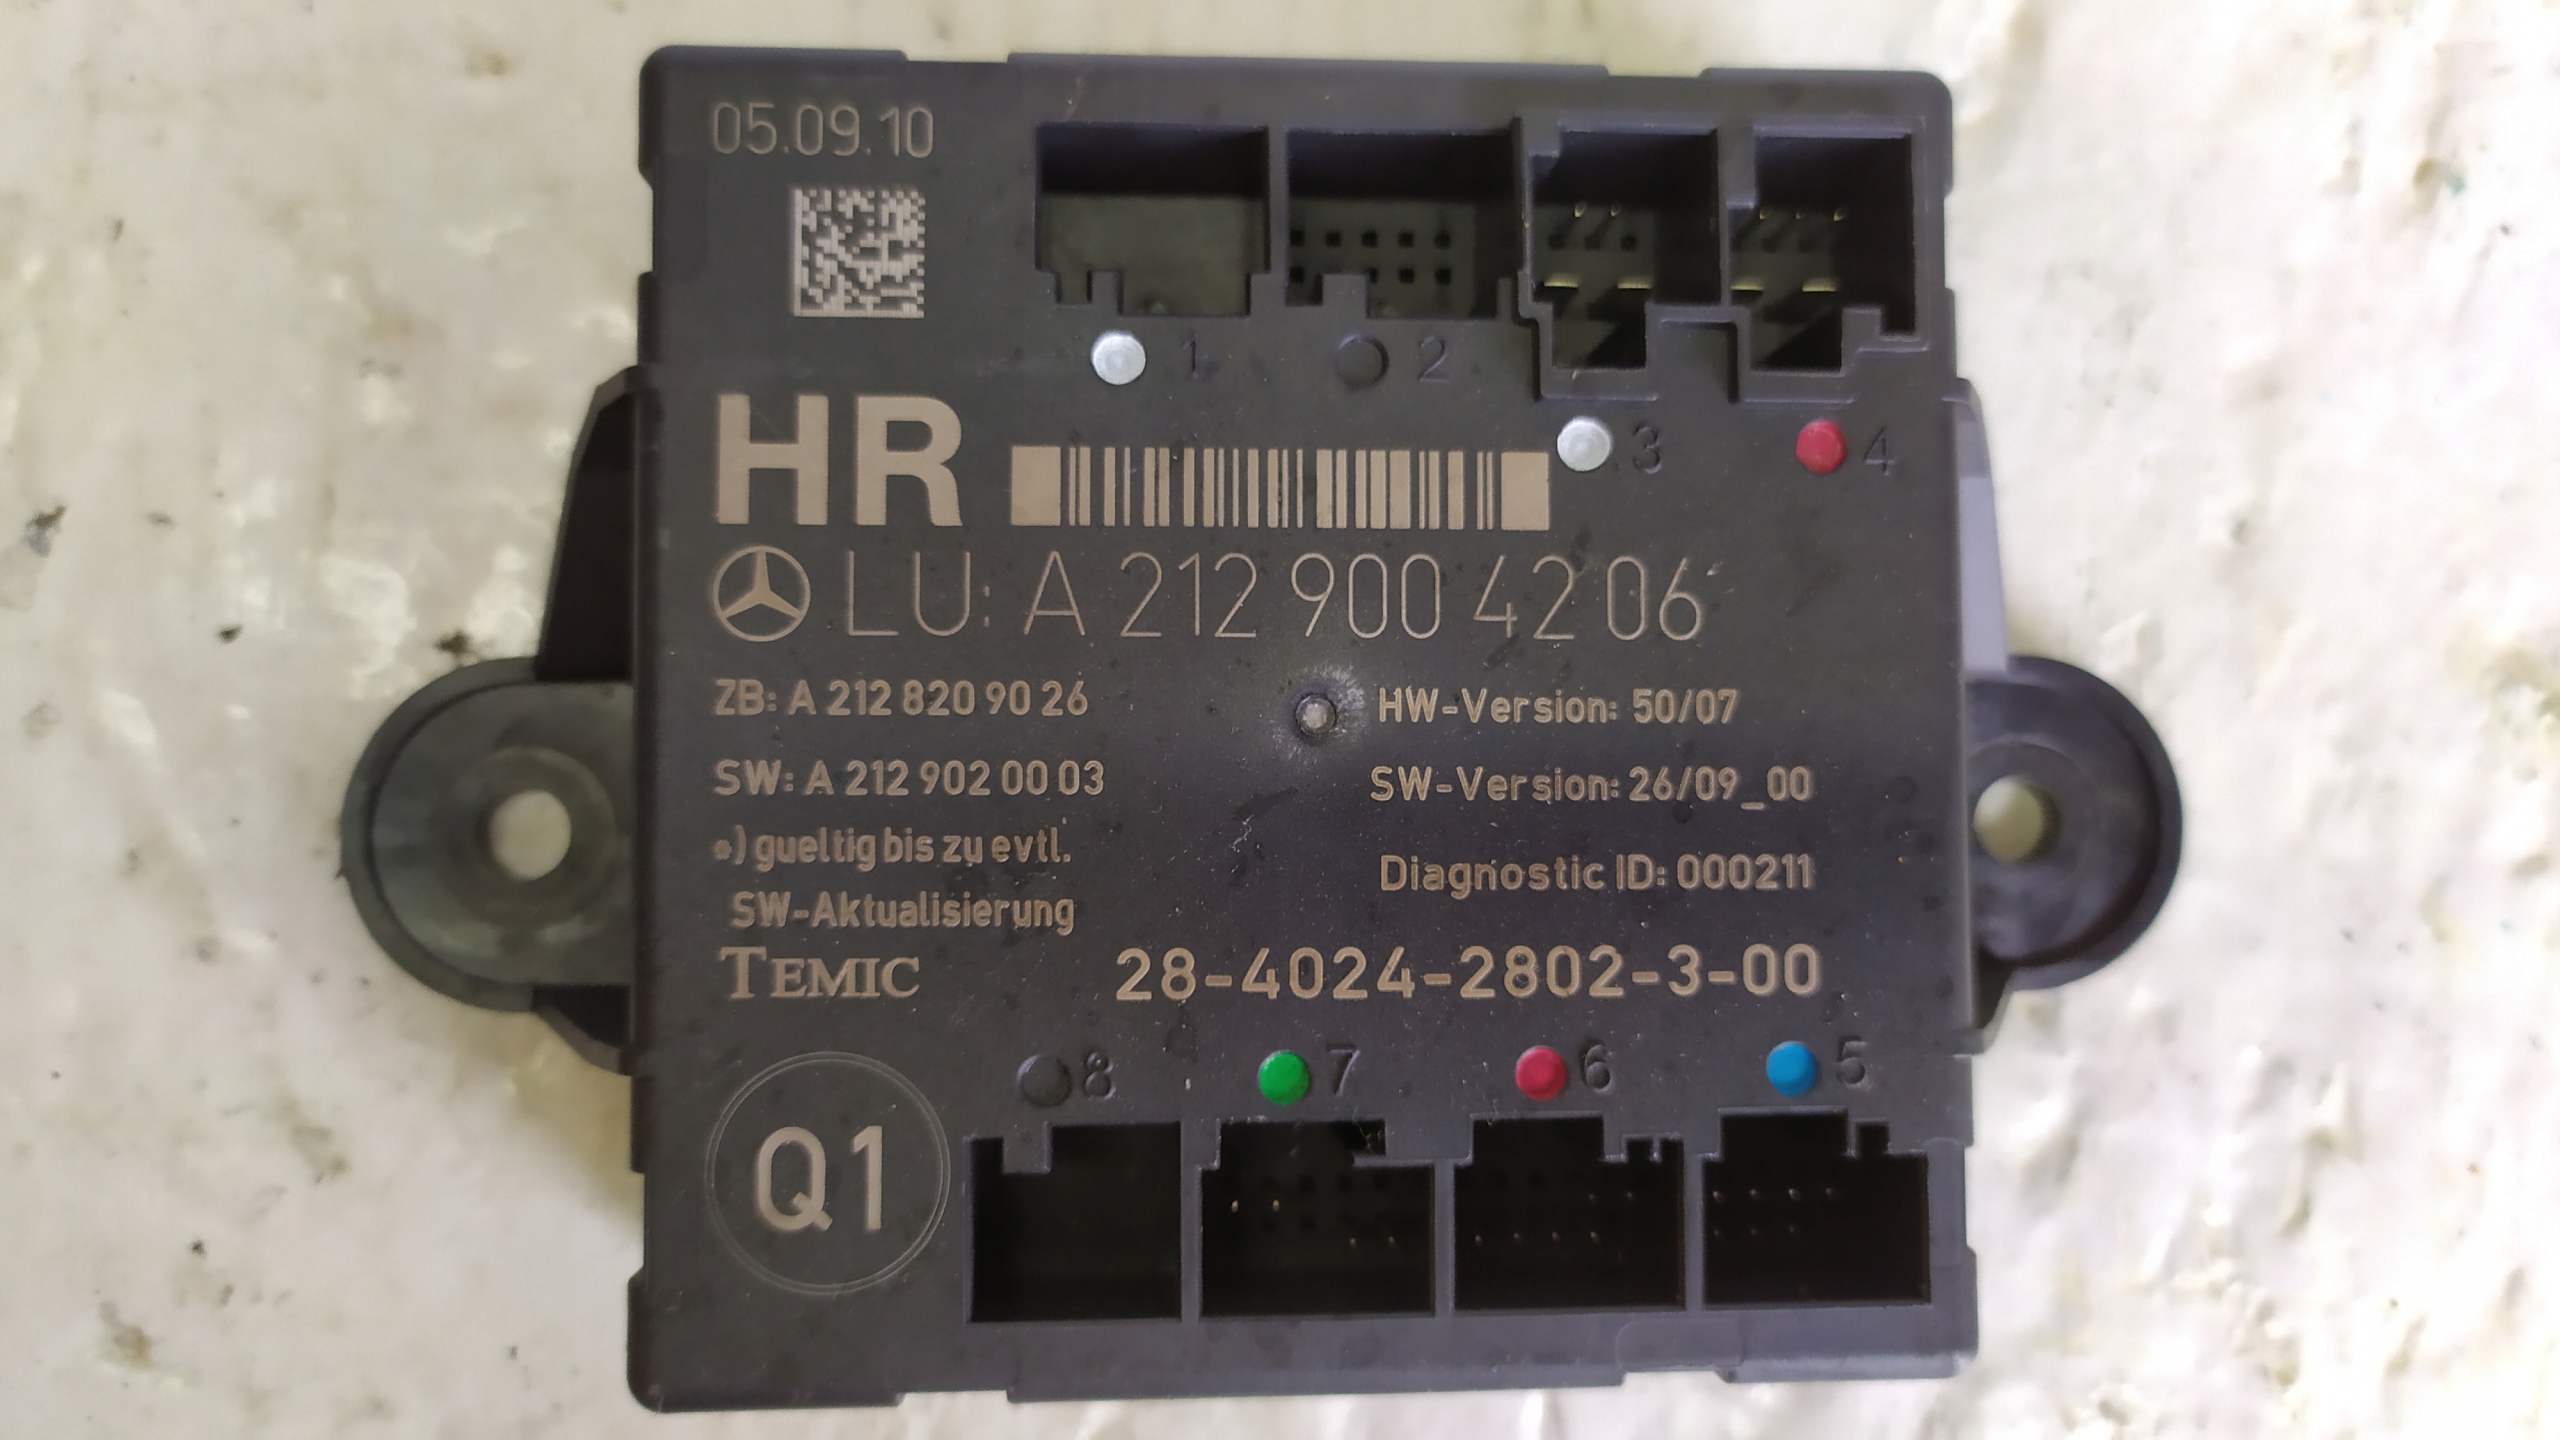 05.09.10
1 2
3 4
HR
LU: A 212 900 42 06
ZB: A 212 820 90 26
HW-Version: 50/07
SW: A 212 902 00 03
SW-Version: 26/09_00
*) gueltig bis zu evtl.
SW-Aktualisierung
Diagnostic ID: 000211
TEMIC 28-4024-2802-3-00
8 7 6 5
Q1